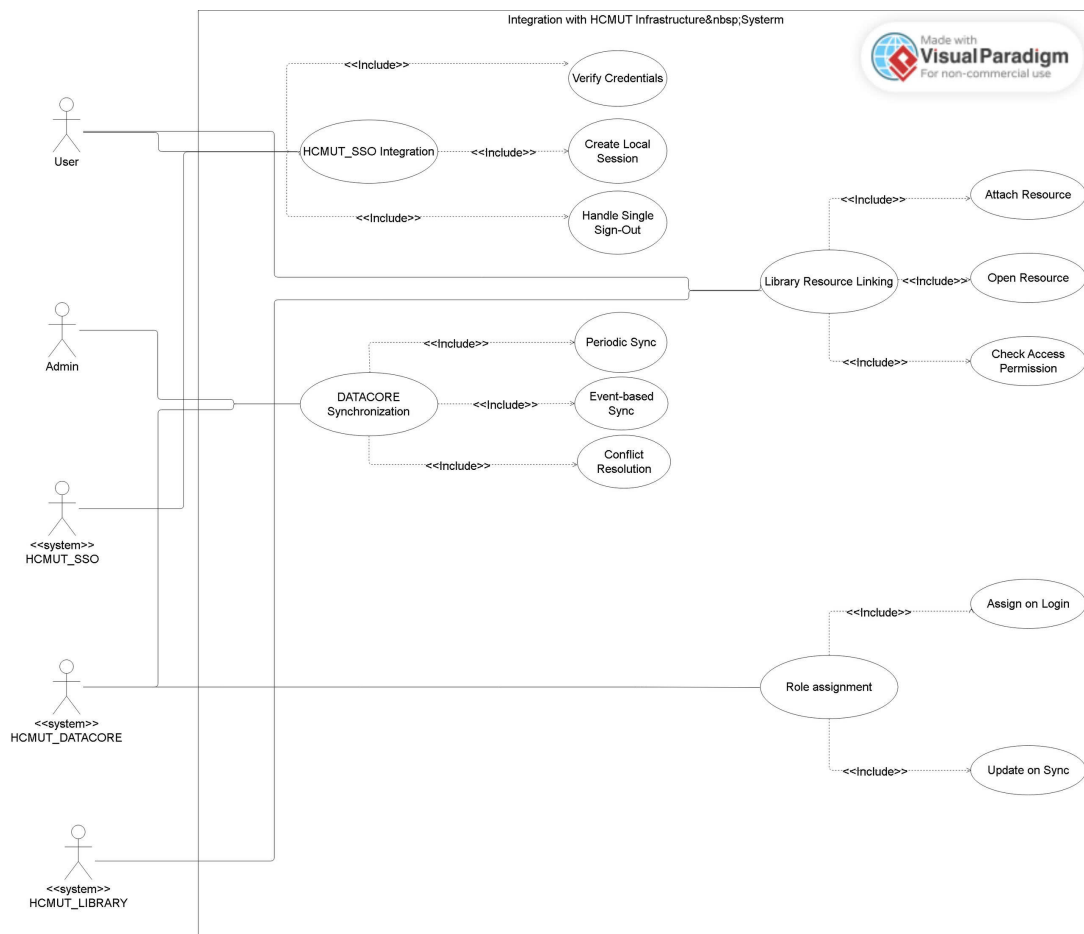 Integration with HCMUT Infrastructure&nbsp;Systerm
Made with
Visual Paradigm
For non-commercial use
<<Include>>
Verify Credentials
User
HCMUT_SSO Integration
<<Include>>
Create Local
Session
<<Include>>
Handle Single
Sign-Out
<<Include>>
Attach Resource
Library Resource Linking
<<Include>>
Open Resource
<<Include>>
Check Access
Permission
Admin
<<Include>>
Periodic Sync
DATACORE
Synchronization
<<Include>>
Event-based
Sync
<<Include>>
Conflict
Resolution
<<system>>
HCMUT_SSO
<<Include>>
Assign on Login
Role assignment
<<system>>
HCMUT_DATACORE
<<Include>>
Update on Sync
<<system>>
HCMUT_LIBRARY